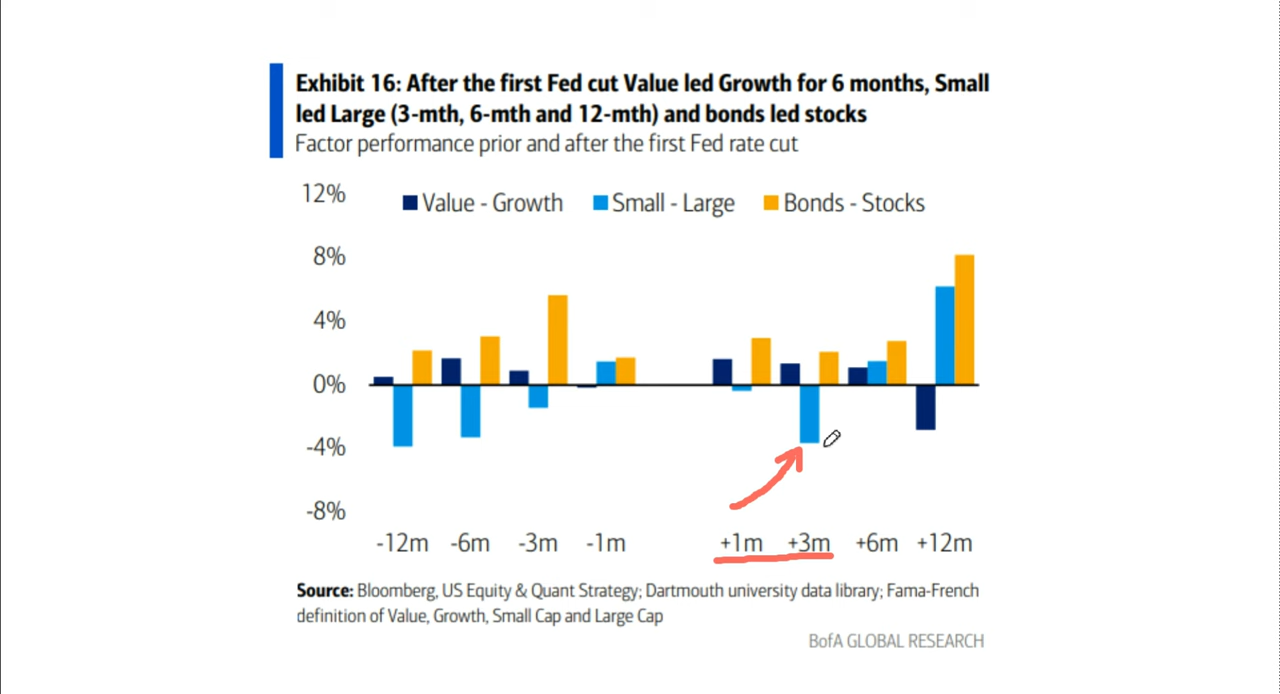 Exhibit 16: After the first Fed cut Value led Growth for 6 months, Small
led Large (3-mth, 6-mth and 12-mth) and bonds led stocks
Factor performance prior and after the first Fed rate cut
12%
Value - Growth Small - Large Bonds - Stocks
8%
4%
0%
-4%
-8%
-12m -6m -3m -1m +1m +3m +6m +12m
Source: Bloomberg, US Equity & Quant Strategy; Dartmouth university data library; Fama-French
definition of Value, Growth, Small Cap and Large Cap
BofA GLOBAL RESEARCH